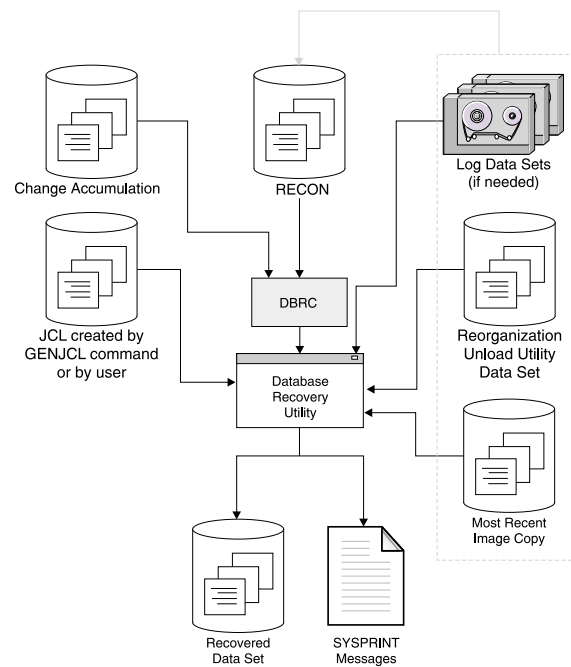 Change Accumulation
RECON
Log Data Sets
(if needed)
JCL created by
GENJCL command
or by user
DBRC
Reorganization
Unload Utility
Data Set
Database
Recovery
Utility
Most Recent
Image Copy
Recovered
Data Set
SYSPRINT
Messages